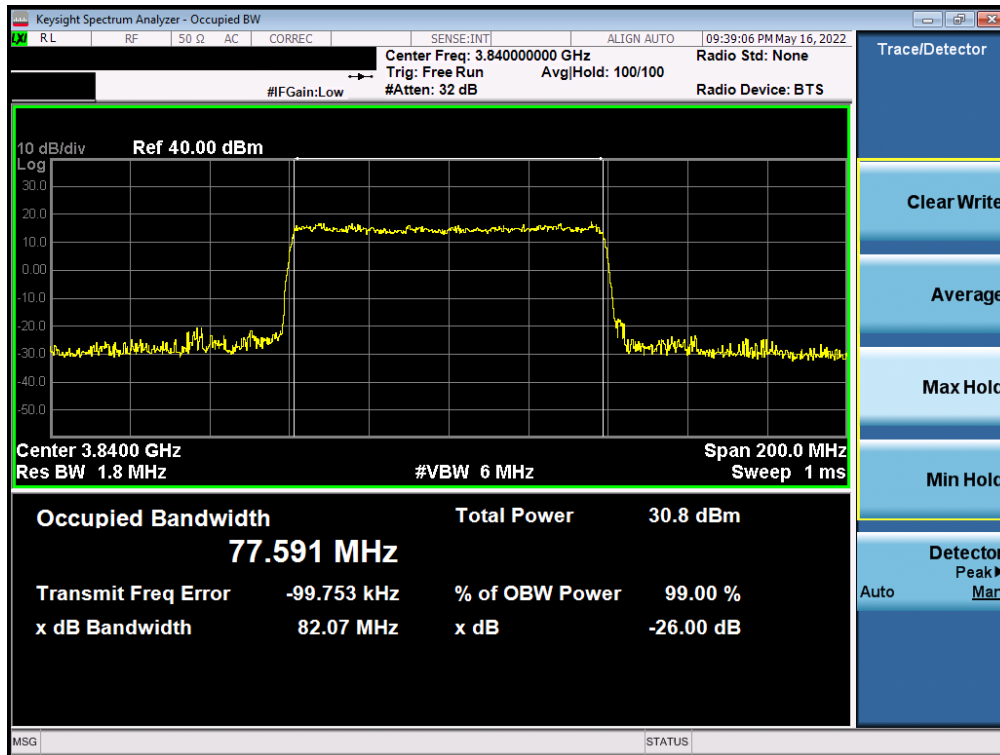 Keysight Spectrum Analyzer - Occupied BW
LXI RL RF 50 Ω AC CORREC SENSE:INT ALIGN AUTO 09:39:06 PM May 16, 2022
Center Freq: 3.840000000 GHz Radio Std: None
Trig: Free Run Avg|Hold: 100/100
#IFGain:Low #Atten: 32 dB Radio Device: BTS
10 dB/div Ref 40.00 dBm
Log
30.0
20.0
10.0
0.00
-10.0
-20.0
-30.0
-40.0
-50.0
Center 3.8400 GHz Span 200.0 MHz
Res BW 1.8 MHz #VBW 6 MHz Sweep 1 ms
Occupied Bandwidth Total Power 30.8 dBm
77.591 MHz
Transmit Freq Error -99.753 kHz % of OBW Power 99.00 %
x dB Bandwidth 82.07 MHz x dB -26.00 dB
MSG STATUS
Trace/Detector
Clear Write
Average
Max Hold
Min Hold
Detector
Peak▶
Auto Man